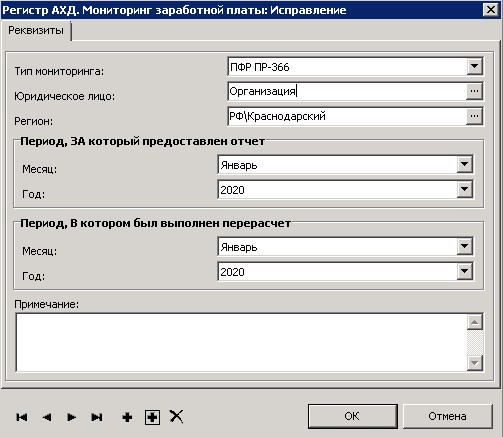 Регистр АХД. Мониторинг заработной платы: Исправление
Реквизиты
Тип мониторинга: ПФР ПР-366
Юридическое лицо: Организация ...
Регион: РФ\Краснодарский ...
Период, ЗА который предоставлен отчет
Месяц: Январь
Год: 2020
Период, В котором был выполнен перерасчет
Месяц: Январь
Год: 2020
Примечание:
OK Отмена